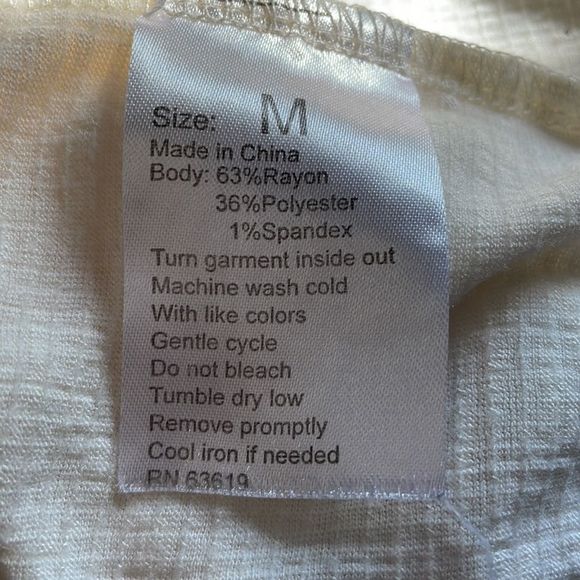 Size: M
Made in China
Body: 63%Rayon
36%Polyester
1%Spandex
Turn garment inside out
Machine wash cold
With like colors
Gentle cycle
Do not bleach
Tumble dry low
Remove promptly
Cool iron if needed
RN 63619